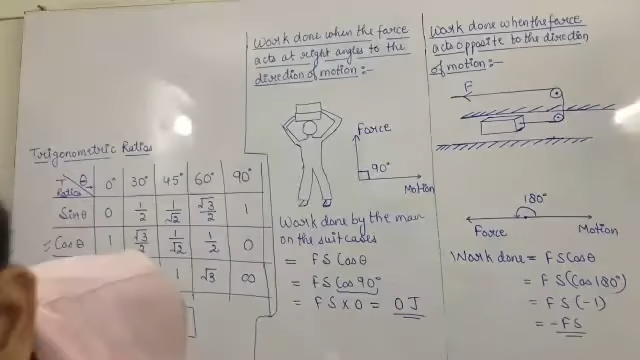 Trigonometric Ratios
T Ratios θ 0° 30° 45° 60° 90°
Sinθ 0 1/2 1/√2 √3/2 1
Cosθ 1 √3/2 1/√2 1/2 0
1 √3 ∞
Work done when the force
acts at right angles to the
direction of motion:-
Force
90°
Motion
Work done by the man
on the suitcases
= FS Cosθ
= FS Cos 90°
= FS × 0 = 0 J
Work done when the force
acts opposite to the direction
of motion:-
F
180°
Force Motion
Work done = FS Cosθ
= FS (Cos 180°)
= FS (-1)
= -FS